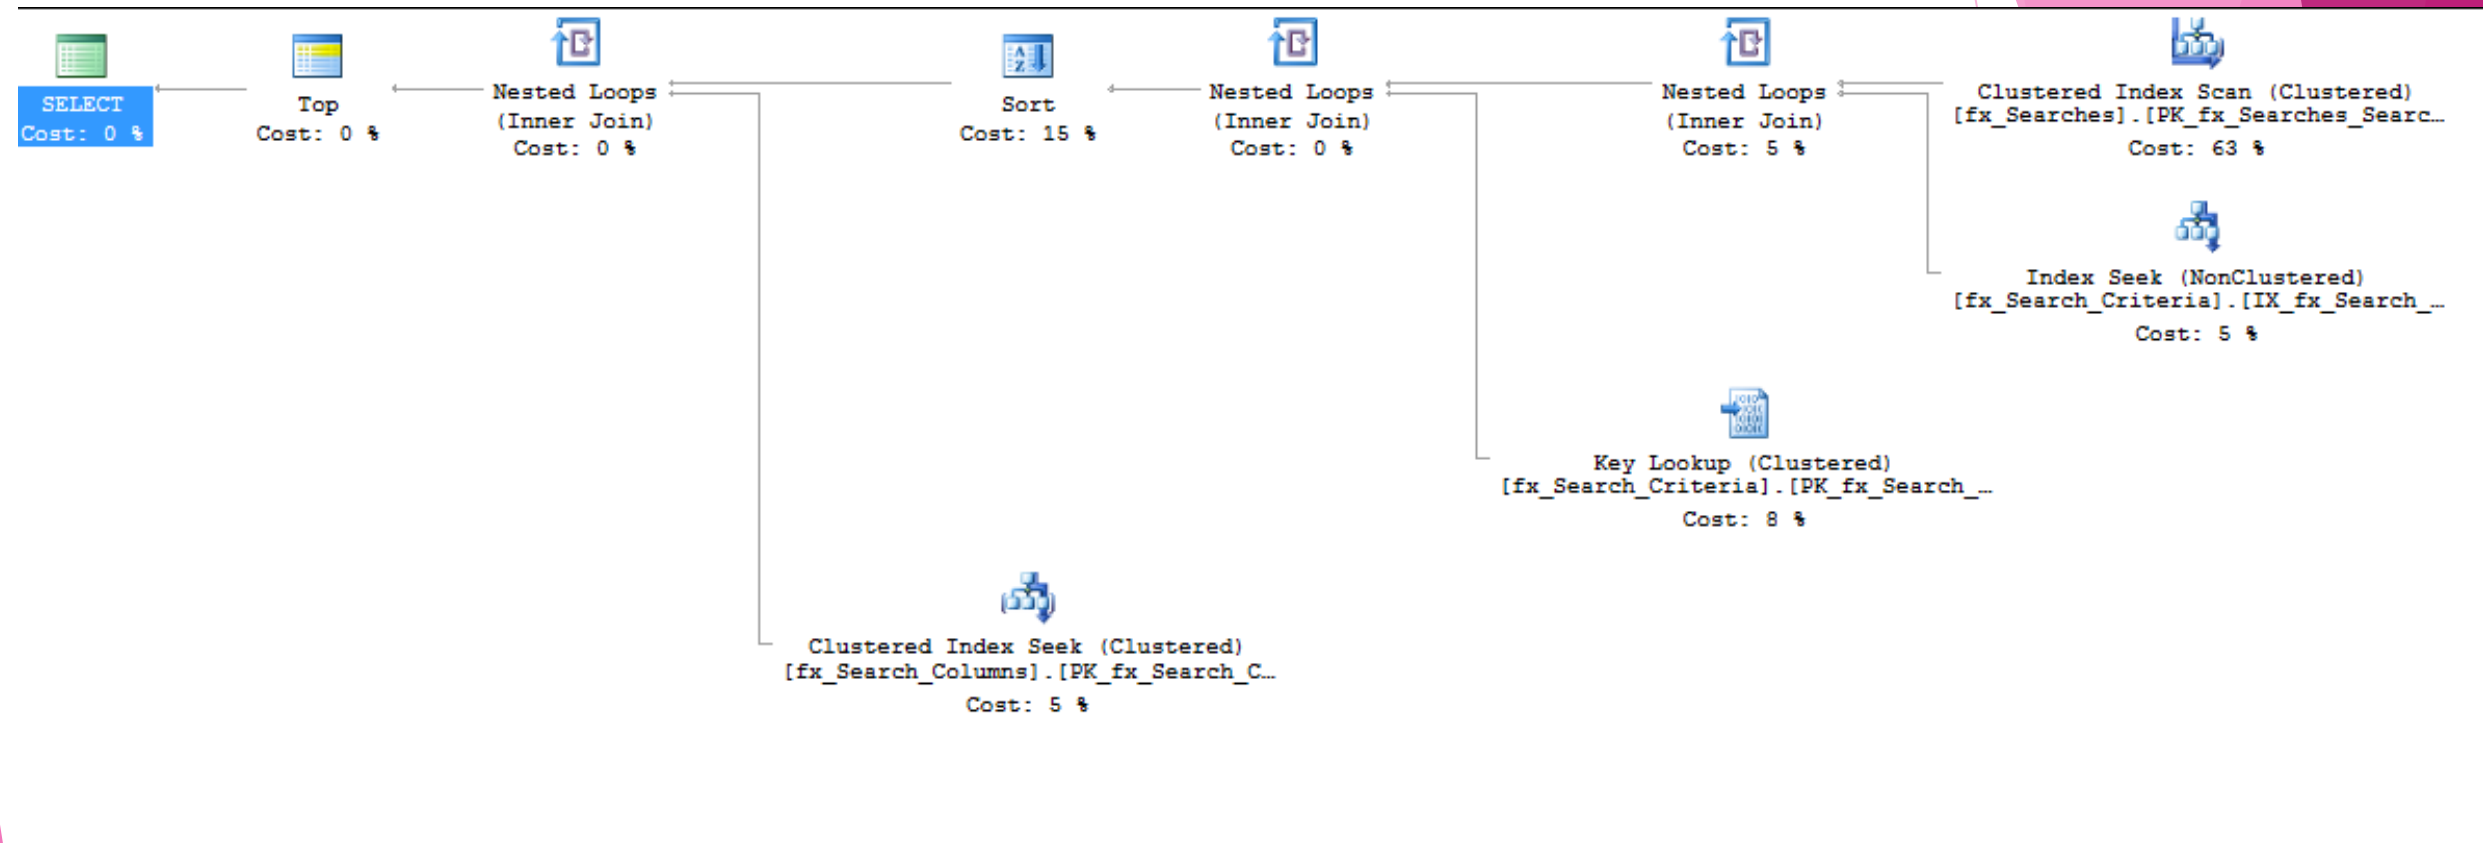 SELECT
Cost: 0 %
Top
Cost: 0 %
Nested Loops
(Inner Join)
Cost: 0 %
Sort
Cost: 15 %
Nested Loops
(Inner Join)
Cost: 0 %
Nested Loops
(Inner Join)
Cost: 5 %
Clustered Index Scan (Clustered)
[fx_Searches].[PK_fx_Searches_Searc…
Cost: 63 %
Index Seek (NonClustered)
[fx_Search_Criteria].[IX_fx_Search_…
Cost: 5 %
Key Lookup (Clustered)
[fx_Search_Criteria].[PK_fx_Search_…
Cost: 8 %
Clustered Index Seek (Clustered)
[fx_Search_Columns].[PK_fx_Search_C…
Cost: 5 %